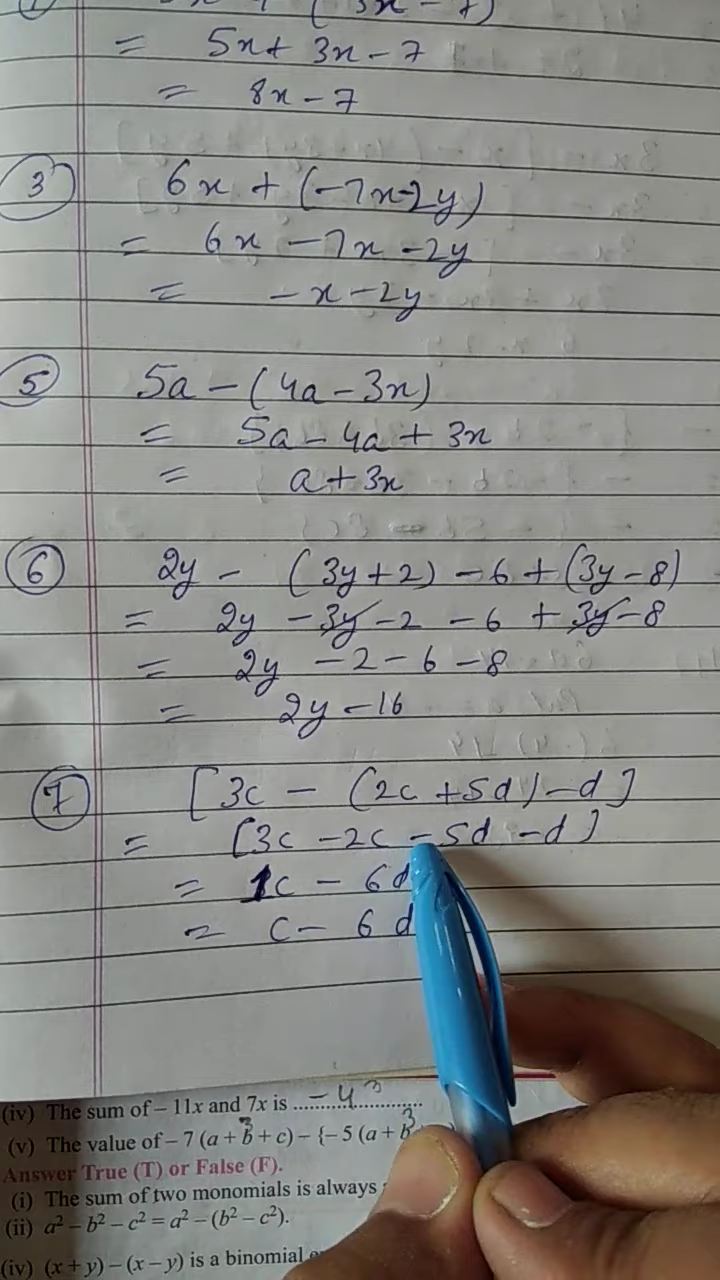 (3x - 7)
= 5x + 3x - 7
= 8x - 7
3 6x + (-7x-2y)
= 6x - 7x - 2y
= - x - 2y
5 5a - (4a - 3x)
= 5a - 4a + 3x
= a + 3x
6 2y - (3y + 2) - 6 + (3y - 8)
= 2y - 3y - 2 - 6 + 3y - 8
= 2y - 2 - 6 - 8
= 2y - 16
7 [3c - (2c + 5d) - d]
= [3c - 2c - 5d - d]
= 1c - 6d
= c - 6d
(iv) The sum of – 11x and 7x is ............
(v) The value of – 7 (a + b + c) – {– 5 (a + b
Answer True (T) or False (F).
(i) The sum of two monomials is always
(ii) a² – b² – c² = a² – (b² – c²).
(iv) (x + y) – (x – y) is a binomial